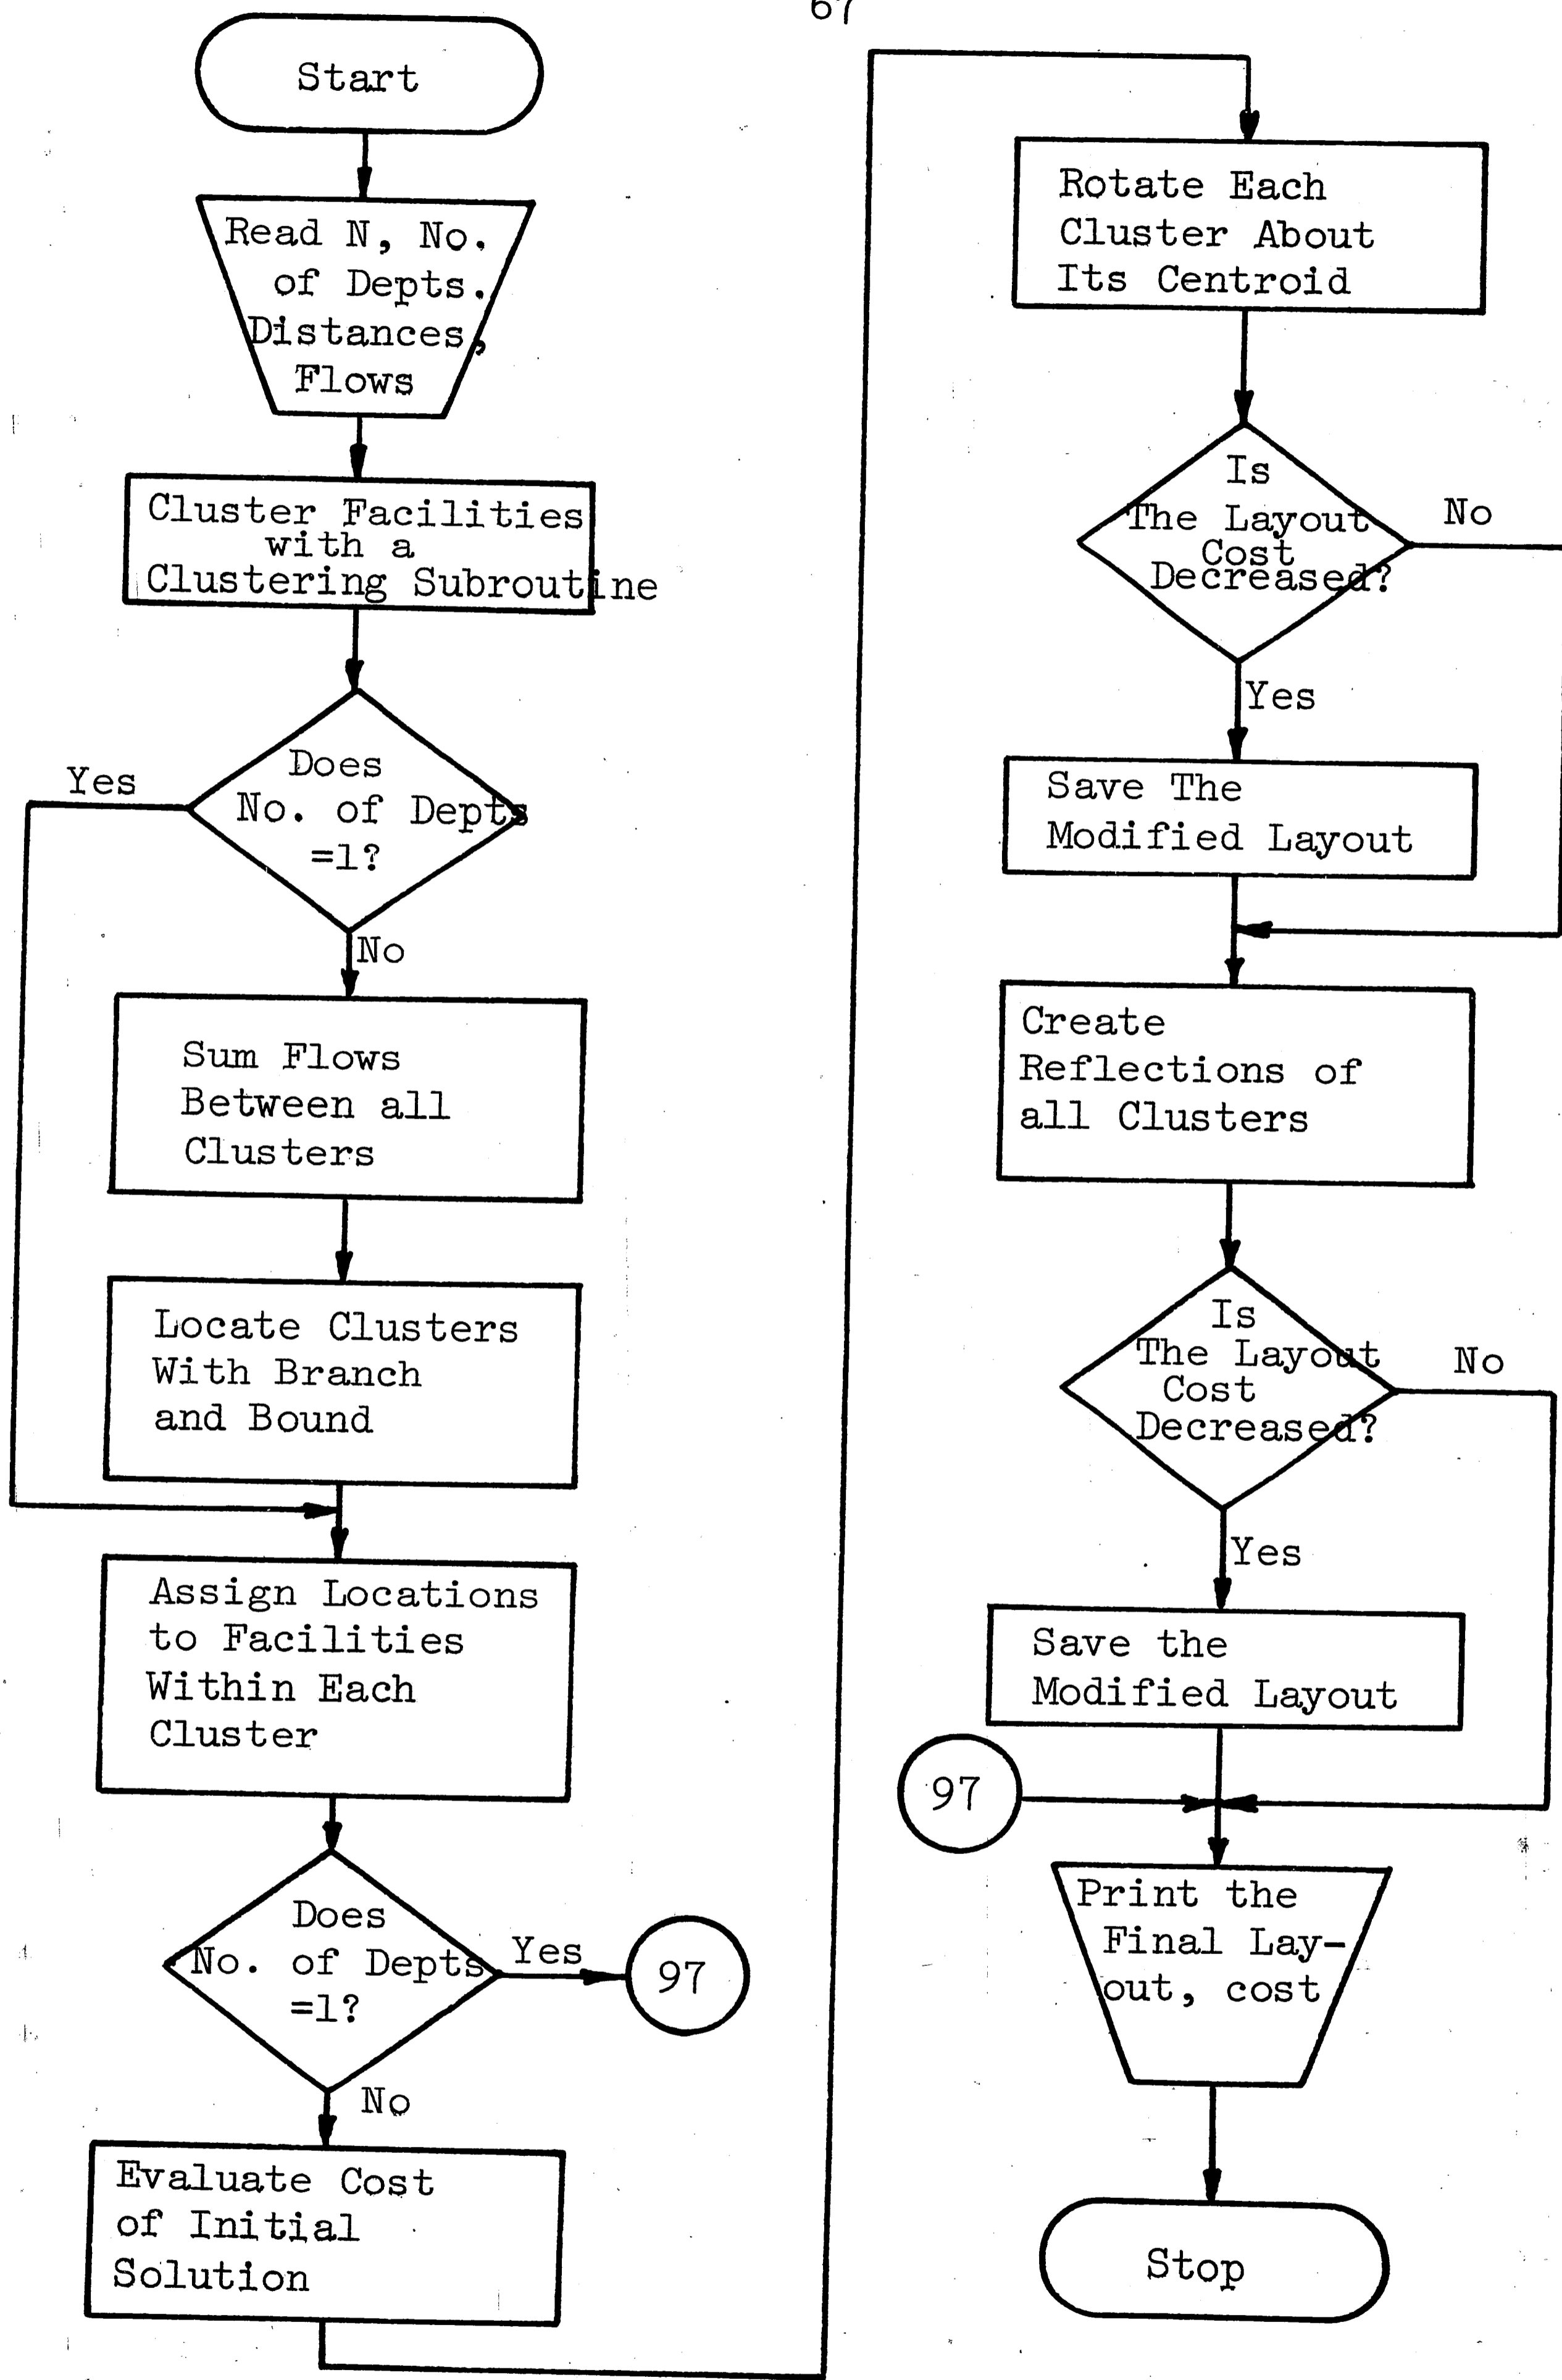 67
Start
Read N, No.
of Depts.
Distances,
Flows
Cluster Facilities
with a
Clustering Subroutine
Does
No. of Depts
=1?
Yes
No
Sum Flows
Between all
Clusters
Locate Clusters
With Branch
and Bound
Assign Locations
to Facilities
Within Each
Cluster
Does
No. of Depts
=1?
Yes
97
No
Evaluate Cost
of Initial
Solution
Rotate Each
Cluster About
Its Centroid
Is
The Layout
Cost
Decreased?
No
Yes
Save The
Modified Layout
Create
Reflections of
all Clusters
Is
The Layout
Cost
Decreased?
No
Yes
Save the
Modified Layout
97
Print the
Final Lay-
out, cost
Stop